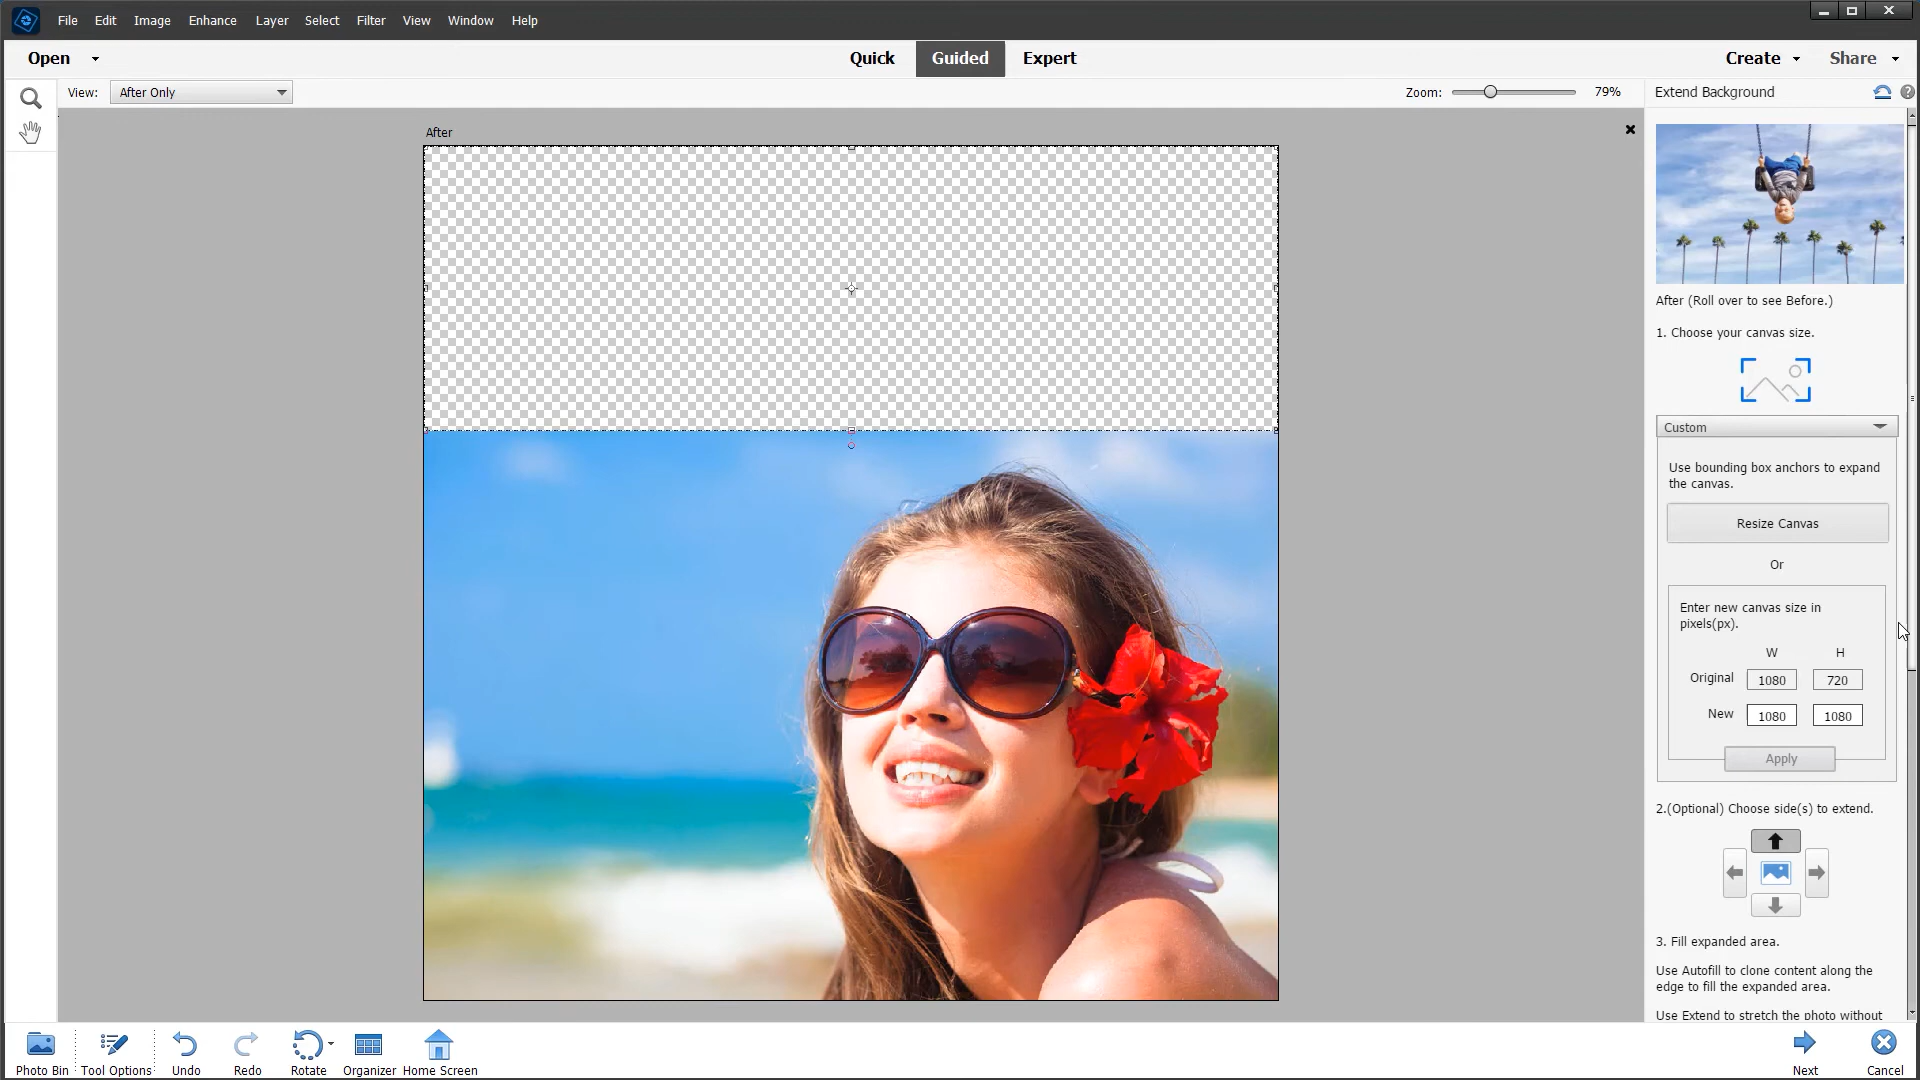 File Edit Image Enhance Layer Select Filter View Window Help
Open Quick Guided Expert Create Share
View: After Only Zoom: 79% Extend Background
After
After (Roll over to see Before.)
1. Choose your canvas size.
Custom
Use bounding box anchors to expand
the canvas.
Resize Canvas
Or
Enter new canvas size in
pixels(px).
W H
Original 1080 720
New 1080 1080
Apply
2.(Optional) Choose side(s) to extend.
3. Fill expanded area.
Use Autofill to clone content along the
edge to fill the expanded area.
Use Extend to stretch the photo without
Photo Bin Tool Options Undo Redo Rotate Organizer Home Screen Next Cancel